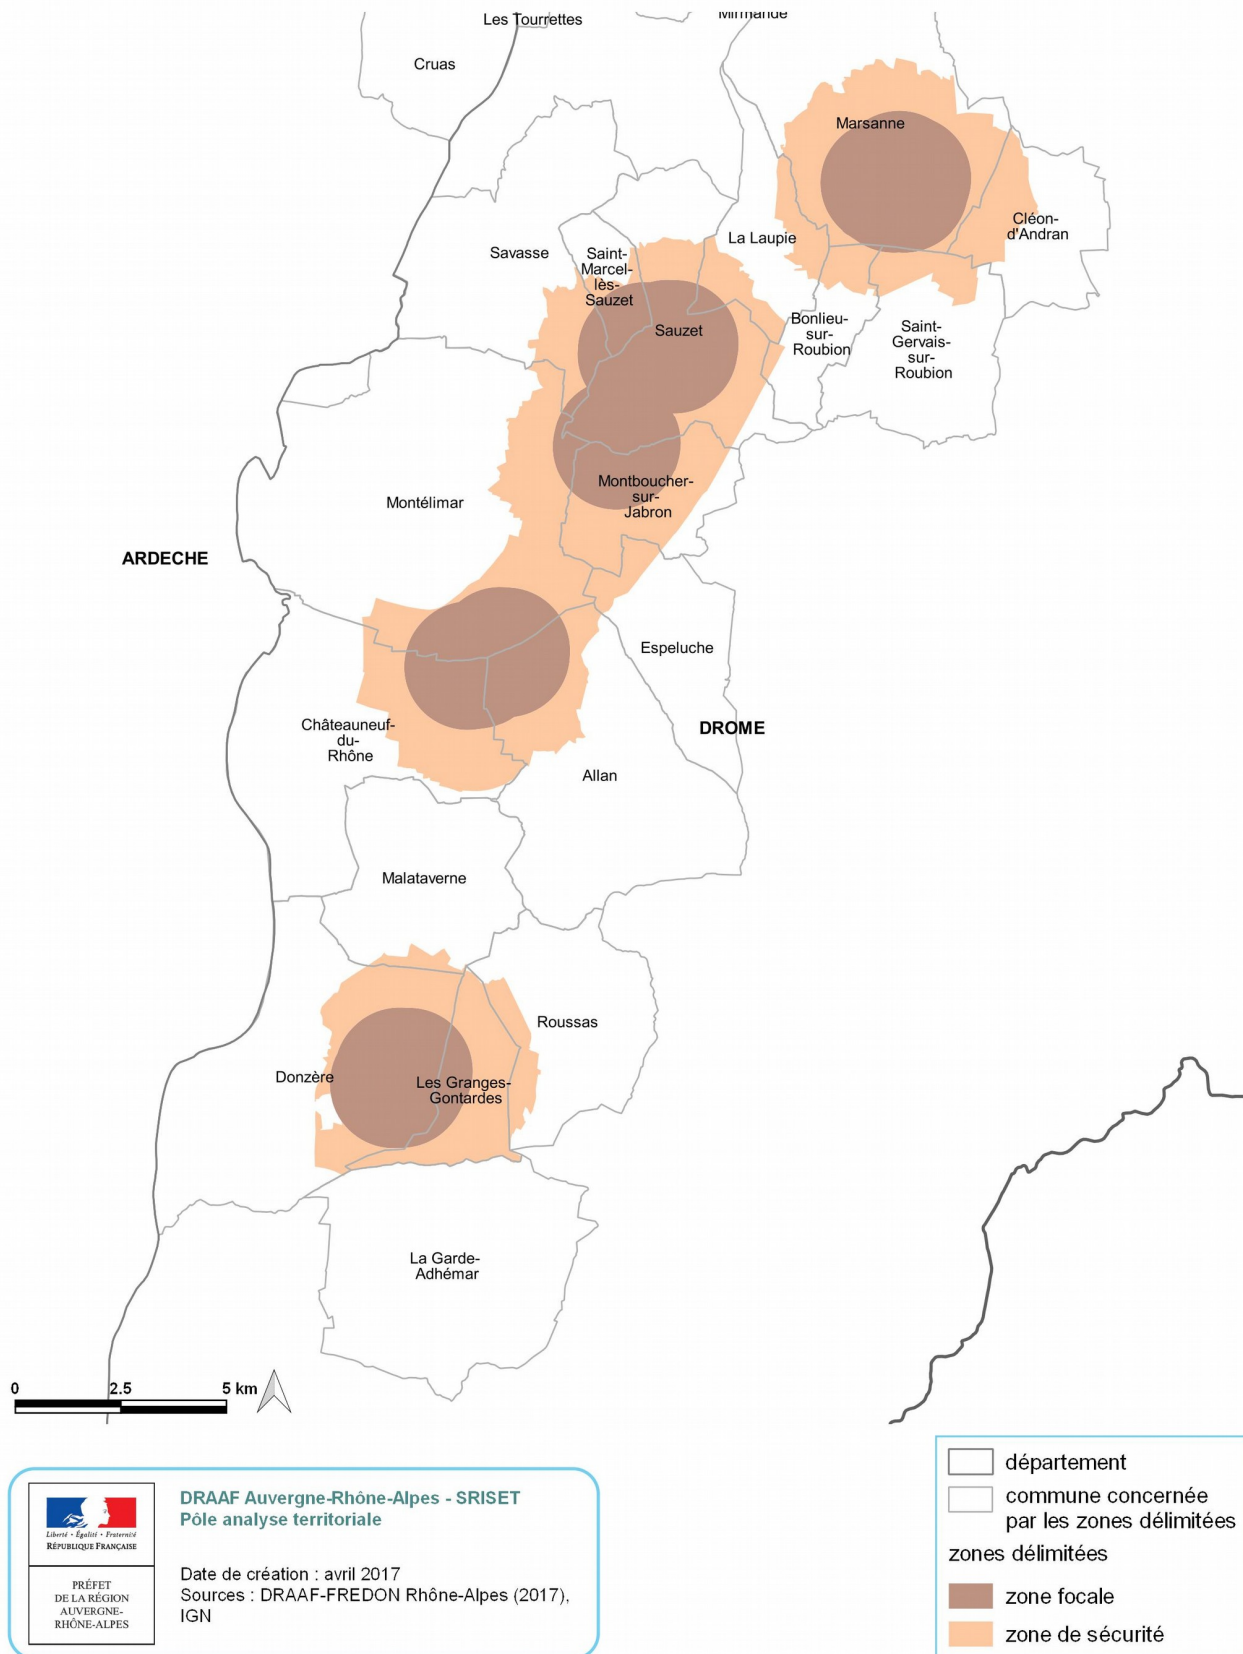 Les Tourrettes
Mirmande
Cruas
Marsanne
Cléon-
d'Andran
La Laupie
Savasse
Saint-
Marcel-
lès-
Sauzet
Sauzet
Bonlieu-
sur-
Roubion
Saint-
Gervais-
sur-
Roubion
Montélimar
Montboucher-
sur-
Jabron
ARDECHE
Espeluche
DROME
Châteauneuf-
du-
Rhône
Allan
Malataverne
Roussas
Donzère
Les Granges-
Gontardes
La Garde-
Adhémar
0 2.5 5 km
Liberté • Égalité • Fraternité
RÉPUBLIQUE FRANÇAISE
PRÉFET
DE LA RÉGION
AUVERGNE-
RHÔNE-ALPES
DRAAF Auvergne-Rhône-Alpes - SRISET
Pôle analyse territoriale
Date de création : avril 2017
Sources : DRAAF-FREDON Rhône-Alpes (2017),
IGN
département
commune concernée
par les zones délimitées
zones délimitées
zone focale
zone de sécurité